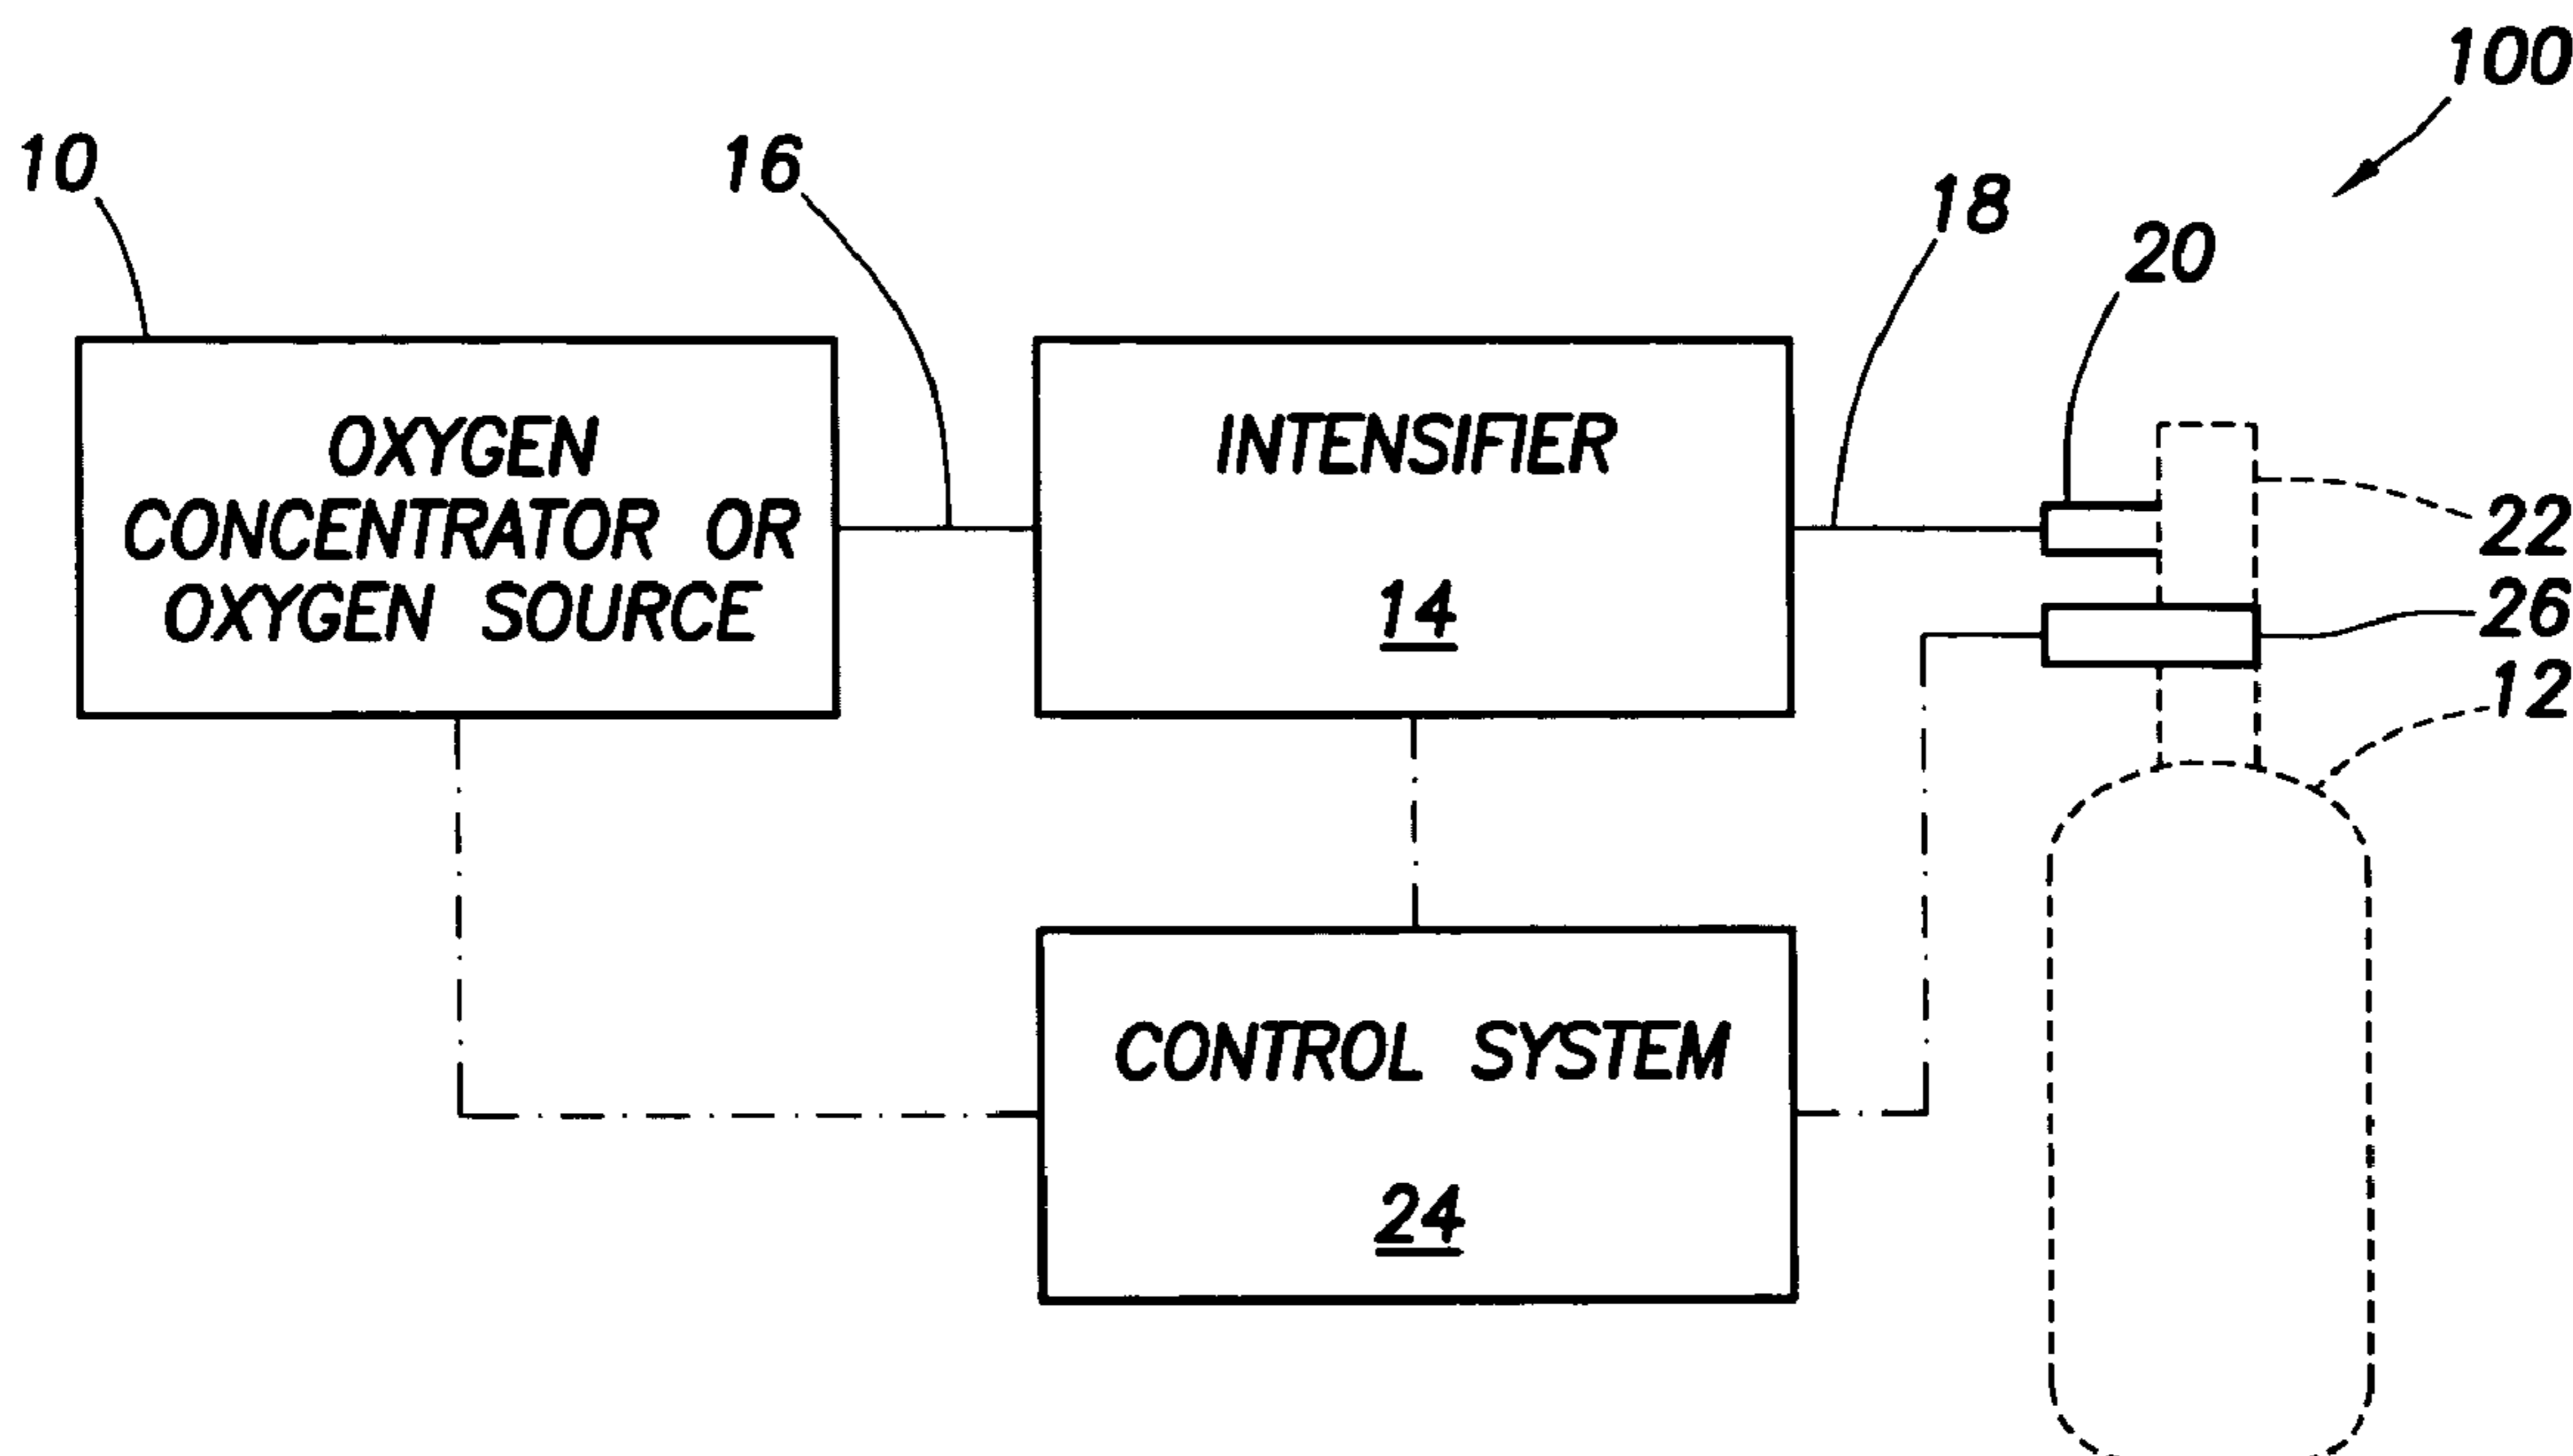 100
10
16
18
20
OXYGEN
CONCENTRATOR OR
OXYGEN SOURCE
INTENSIFIER
14
22
26
12
CONTROL SYSTEM
24